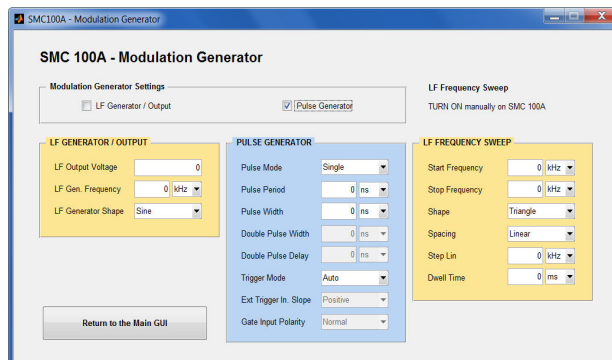 SMC100A - Modulation Generator
SMC 100A - Modulation Generator
Modulation Generator Settings
LF Generator / Output
Pulse Generator
LF Frequency Sweep
TURN ON manually on SMC 100A
LF GENERATOR / OUTPUT
LF Output Voltage 0
LF Gen. Frequency 0 kHz
LF Generator Shape Sine
PULSE GENERATOR
Pulse Mode Single
Pulse Period 0 ns
Pulse Width 0 ns
Double Pulse Width 0 ns
Double Pulse Delay 0 ns
Trigger Mode Auto
Ext Trigger In. Slope Positive
Gate Input Polarity Normal
LF FREQUENCY SWEEP
Start Frequency 0 kHz
Stop Frequency 0 kHz
Shape Triangle
Spacing Linear
Step Lin 0 kHz
Dwell Time 0 ms
Return to the Main GUI